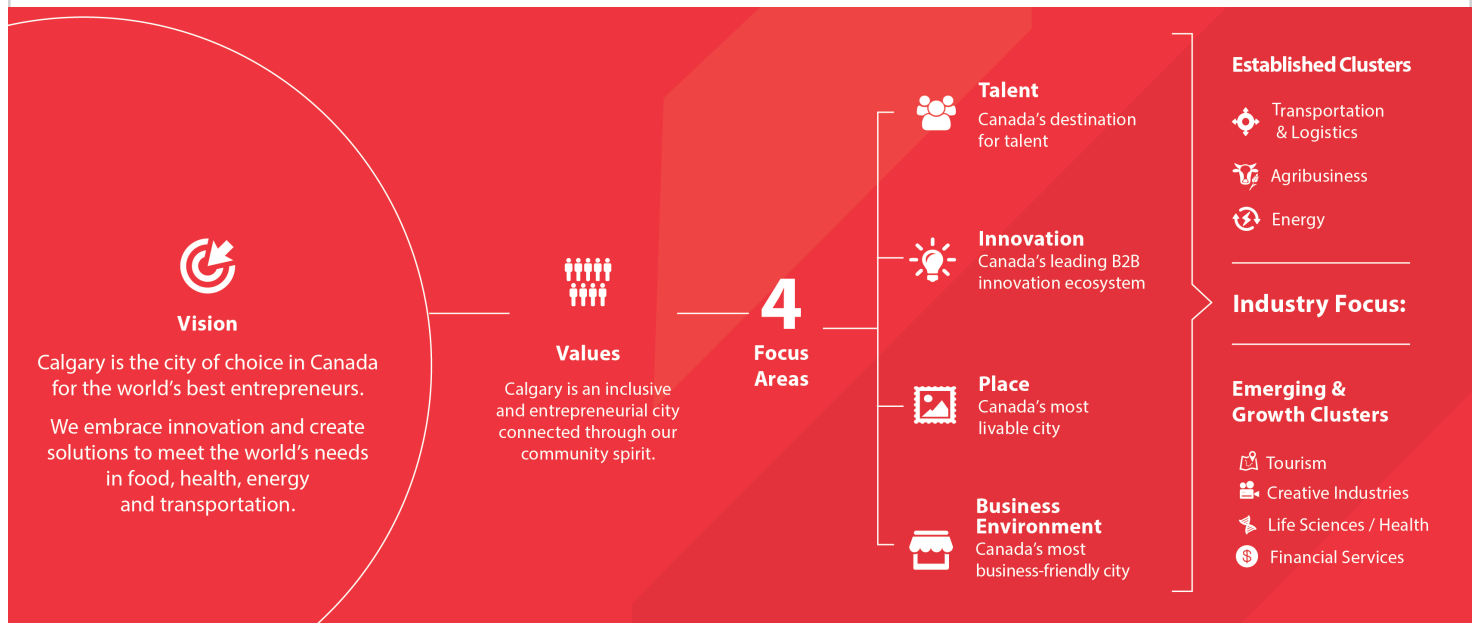 Vision
Calgary is the city of choice in Canada
for the world's best entrepreneurs.
We embrace innovation and create
solutions to meet the world's needs
in food, health, energy
and transportation.
Values
Calgary is an inclusive
and entrepreneurial city
connected through our
community spirit.
4
Focus
Areas
Talent
Canada's destination
for talent
Innovation
Canada's leading B2B
innovation ecosystem
Place
Canada's most
livable city
Business
Environment
Canada's most
business-friendly city
Established Clusters
Transportation
& Logistics
Agribusiness
Energy
Industry Focus:
Emerging &
Growth Clusters
Tourism
Creative Industries
Life Sciences / Health
$ Financial Services